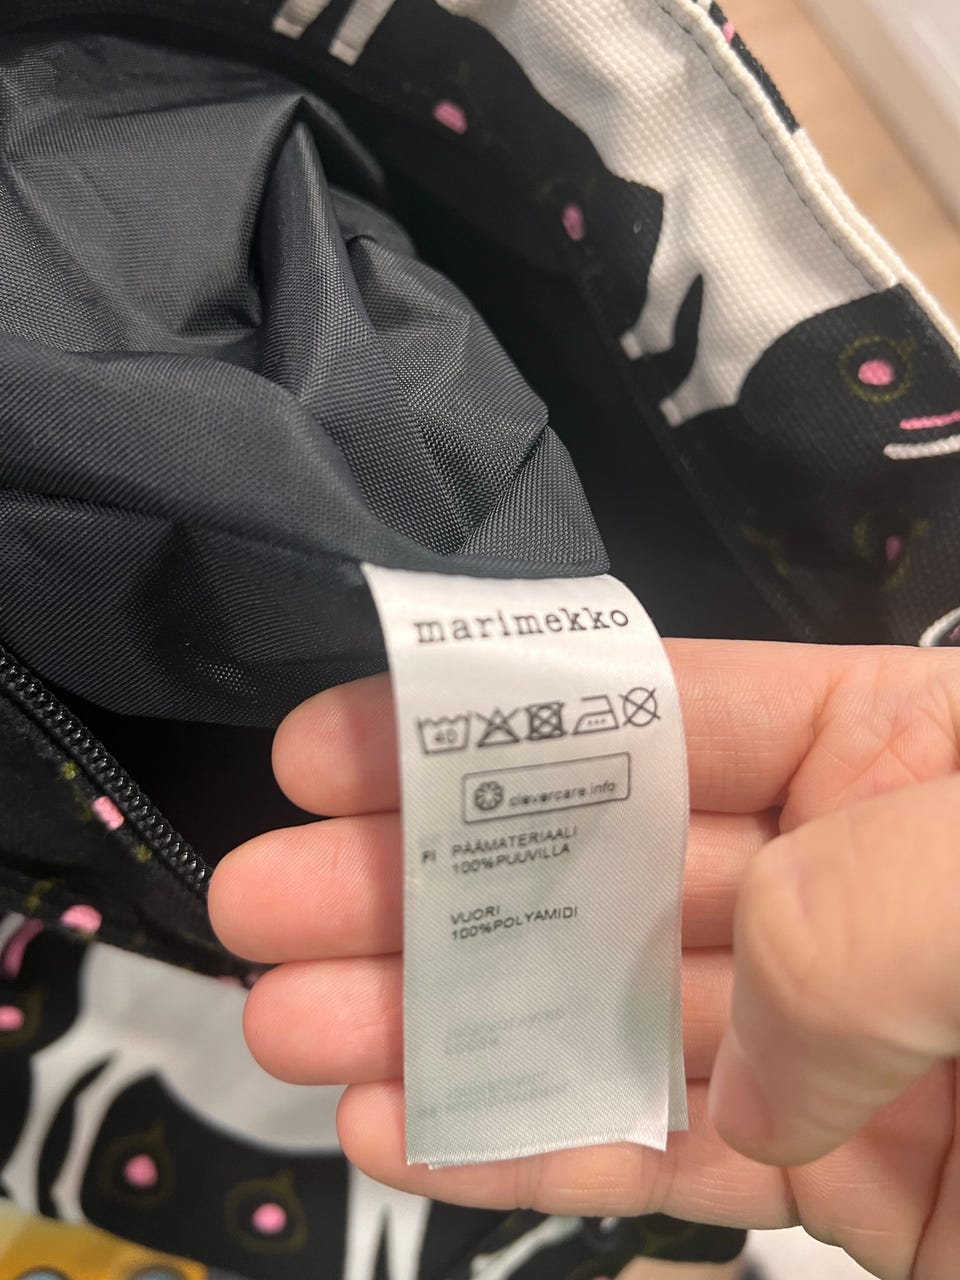 marimekko
40
clevercare.info
FI PÄÄMATERIAALI
100%PUUVILLA
VUORI
100%POLYAMIDI